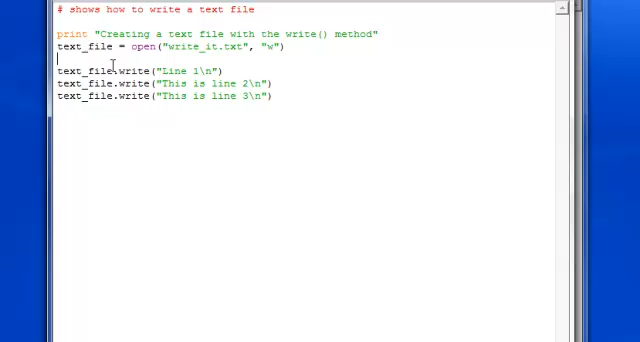 # shows how to write a text file
print "Creating a text file with the write() method"
text_file = open("write_it.txt", "w")
text_file.write("Line 1\n")
text_file.write("This is line 2\n")
text_file.write("This is line 3\n")